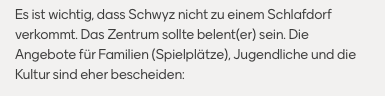 Es ist wichtig, dass Schwyz nicht zu einem Schlafdorf
verkommt. Das Zentrum sollte belent(er) sein. Die
Angebote für Familien (Spielplätze), Jugendliche und die
Kultur sind eher bescheiden: